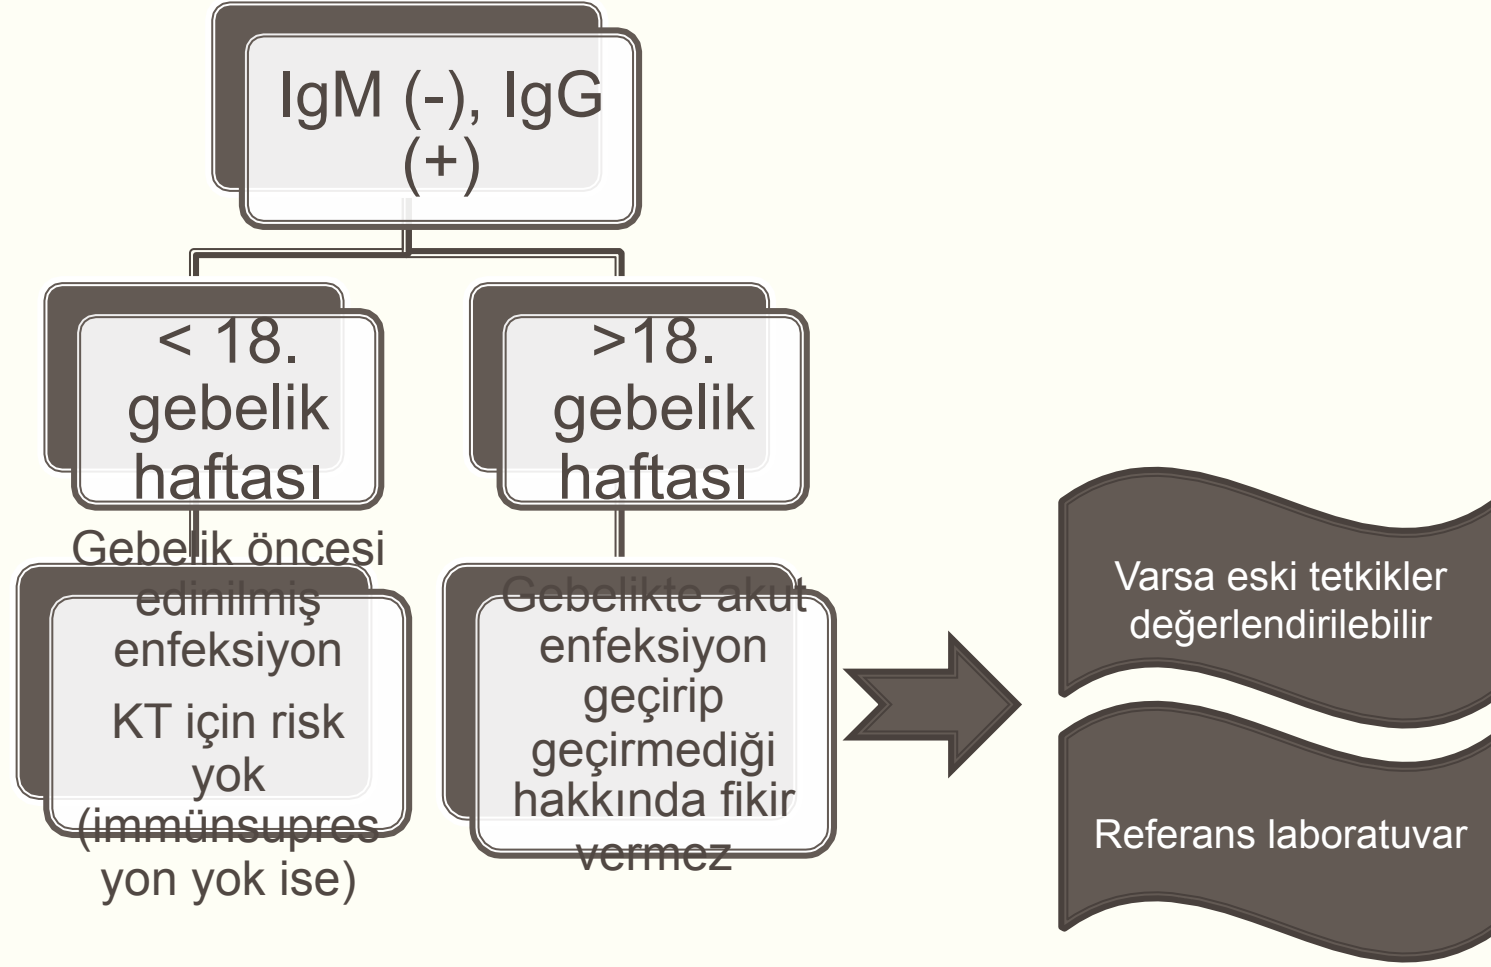 IgM (-), IgG
(+)
< 18.
gebelik
haftası
>18.
gebelik
haftası
Gebelik öncesi
edinilmiş
enfeksiyon
KT için risk
yok
(immünsupres
yon yok ise)
Gebelikte akut
enfeksiyon
geçirip
geçirmediği
hakkında fikir
vermez
Varsa eski tetkikler
değerlendirilebilir
Referans laboratuvar